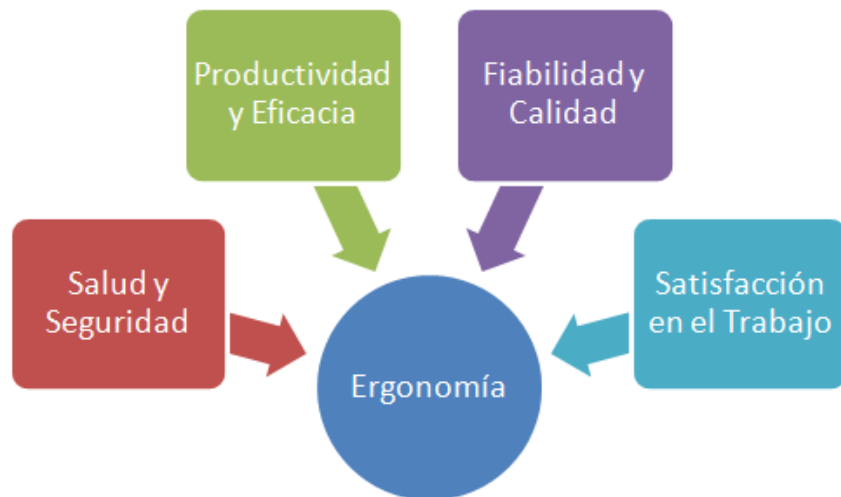 Productividad
y Eficacia
Fiabilidad y
Calidad
Salud y
Seguridad
Satisfacción
en el Trabajo
Ergonomía